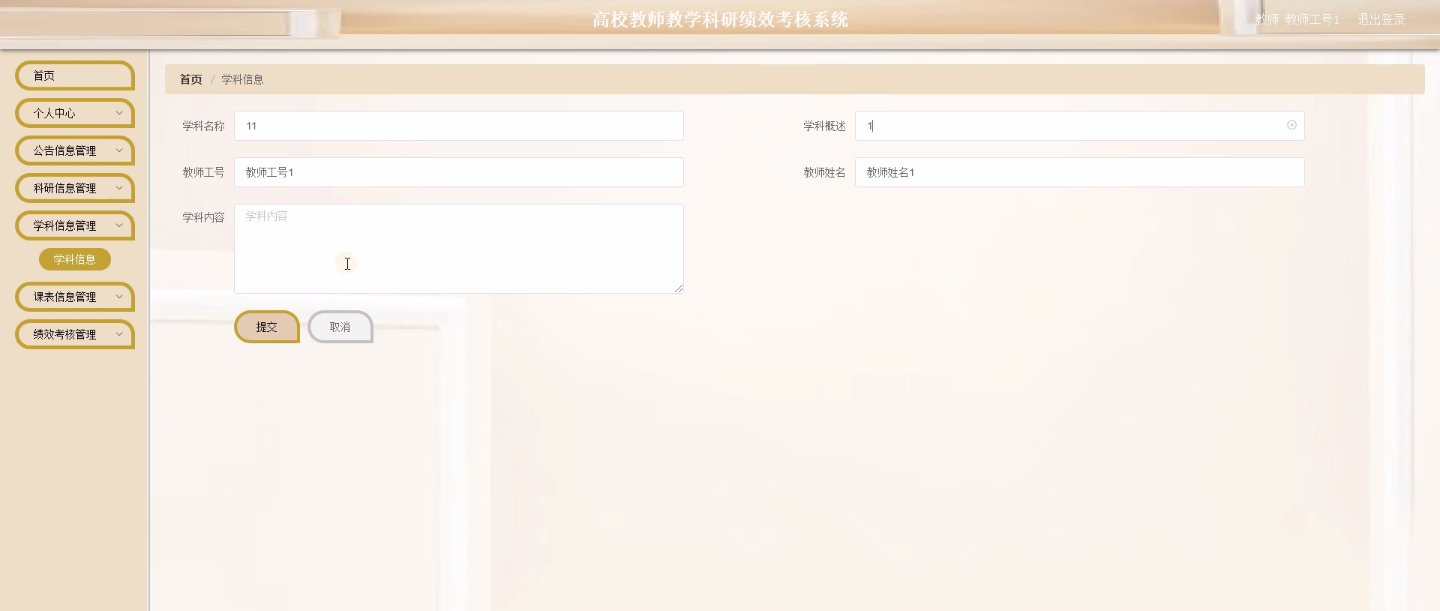 高校教师教学科研绩效考核系统
教师 教师工号1 退出登录
首页
个人中心
公告信息管理
科研信息管理
学科信息管理
学科信息
课表信息管理
绩效考核管理
首页 / 学科信息
学科名称 11 学科概述 1
教师工号 教师工号1 教师姓名 教师姓名1
学科内容 学科内容
提交 取消